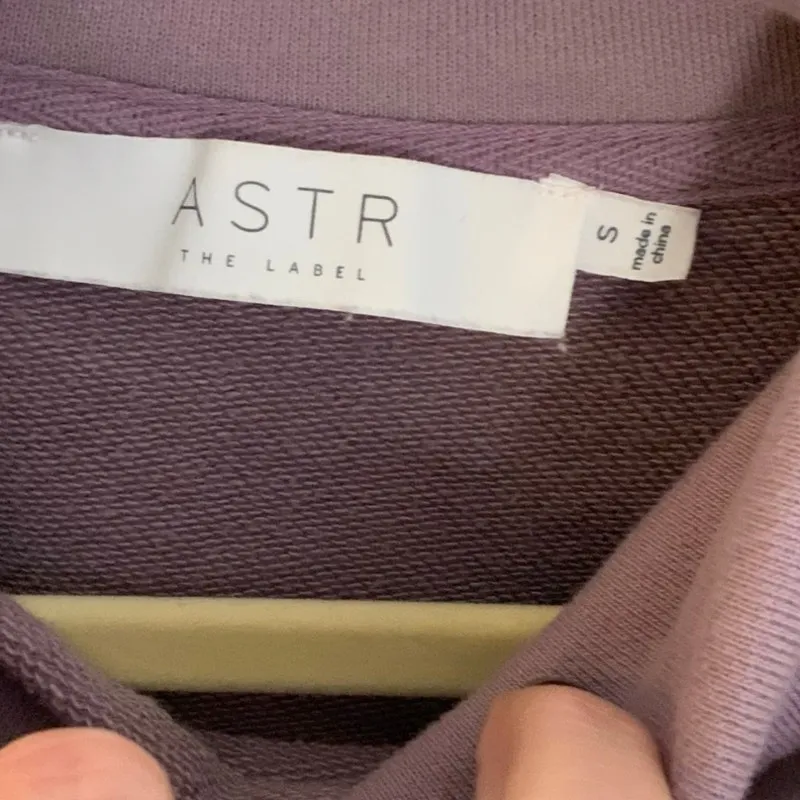 ASTR
THE LABEL
S
made in
china